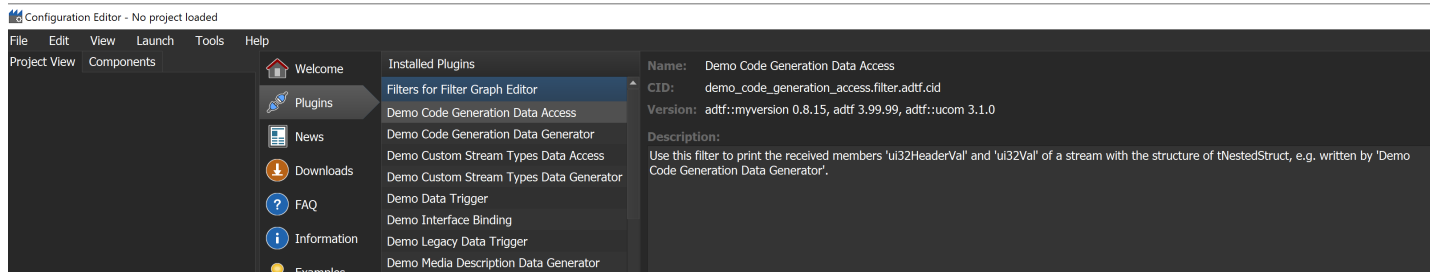 Configuration Editor - No project loaded
File Edit View Launch Tools Help
Project View Components
Welcome
Plugins
News
Downloads
FAQ
Information
Examples
Installed Plugins
Filters for Filter Graph Editor
Demo Code Generation Data Access
Demo Code Generation Data Generator
Demo Custom Stream Types Data Access
Demo Custom Stream Types Data Generator
Demo Data Trigger
Demo Interface Binding
Demo Legacy Data Trigger
Demo Media Description Data Generator
Name: Demo Code Generation Data Access
CID: demo_code_generation_access.filter.adtf.cid
Version: adtf::myversion 0.8.15, adtf 3.99.99, adtf::ucom 3.1.0
Description:
Use this filter to print the received members 'ui32HeaderVal' and 'ui32Val' of a stream with the structure of tNestedStruct, e.g. written by 'Demo
Code Generation Data Generator'.